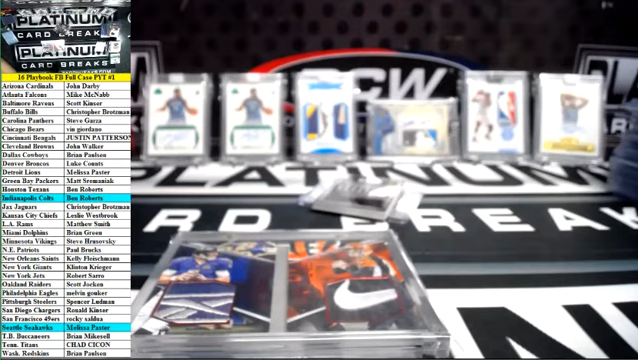 PLATINUM
CARD BREAKS
PLATINUM
CARD BREAKS
16 Playbook FB Full Case PYT #1
Arizona Cardinals John Darby
Atlanta Falcons Mike McNabb
Baltimore Ravens Scott Kinser
Buffalo Bills Christopher Brotzman
Carolina Panthers Steve Garza
Chicago Bears vin giordano
Cincinnati Bengals JUSTIN PATTERSON
Cleveland Browns John Walker
Dallas Cowboys Brian Paulsen
Denver Broncos Luke Counts
Detroit Lions Melissa Paster
Green Bay Packers Matt Szymaniak
Houston Texans Ben Roberts
Indianapolis Colts Ben Roberts
Jax Jaguars Christopher Brotzman
Kansas City Chiefs Leslie Westbrook
L.A. Rams Matthew Smith
Miami Dolphins Brian Green
Minnesota Vikings Steve Hrusovsky
N.E. Patriots Paul Brucks
New Orleans Saints Kelly Fleischmann
New York Giants Klinton Krieger
New York Jets Robert Sarro
Oakland Raiders Scott Jocken
Philadelphia Eagles melvin gonker
Pittsburgh Steelers Spencer Ludman
San Diego Chargers Ronald Kinser
San Francisco 49ers rocky saldua
Seattle Seahawks Melissa Paster
T.B. Buccaneers Brian Mikesell
Tenn. Titans CHAD CICON
Wash. Redskins Brian Paulsen
PLATINUM
RD BREAK